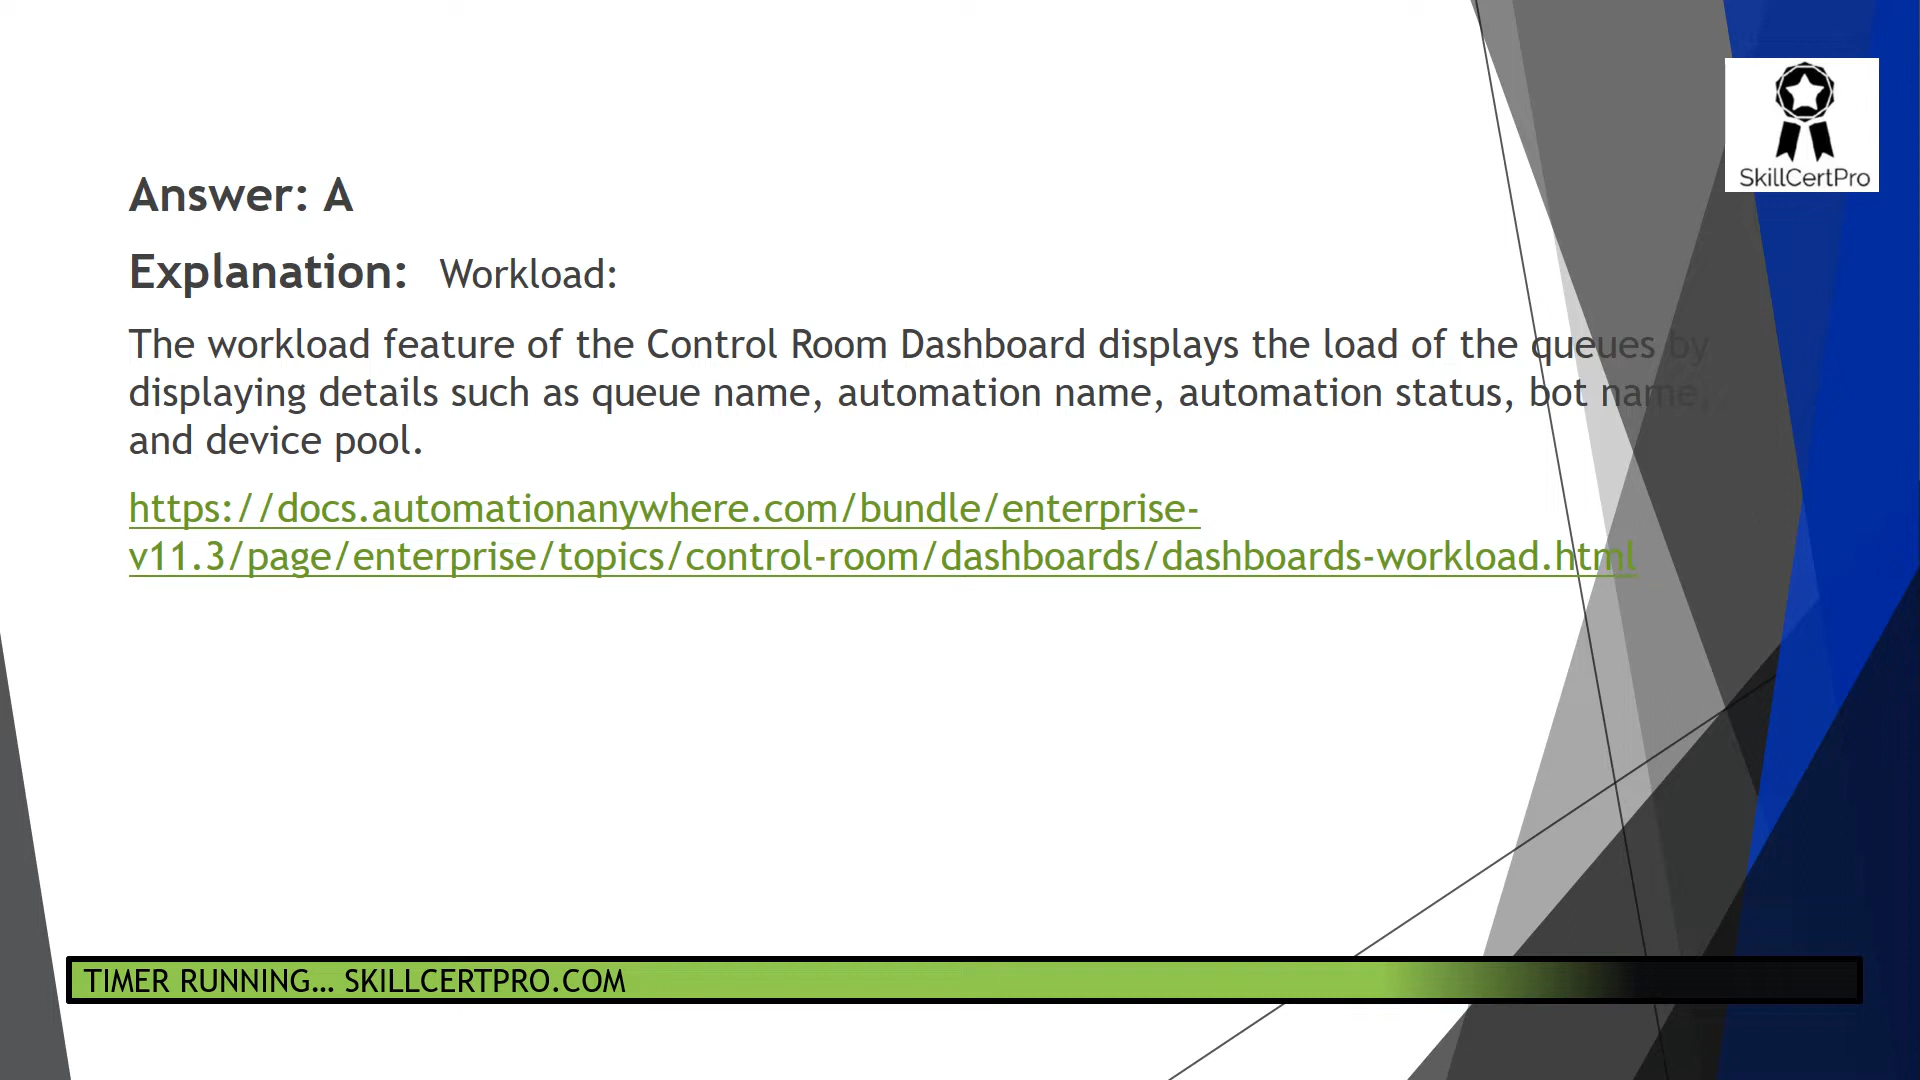 SkillCertPro
Answer: A
Explanation: Workload:
The workload feature of the Control Room Dashboard displays the load of the queues by
displaying details such as queue name, automation name, automation status, bot name,
and device pool.
https://docs.automationanywhere.com/bundle/enterprise-
v11.3/page/enterprise/topics/control-room/dashboards/dashboards-workload.html
TIMER RUNNING... SKILLCERTPRO.COM